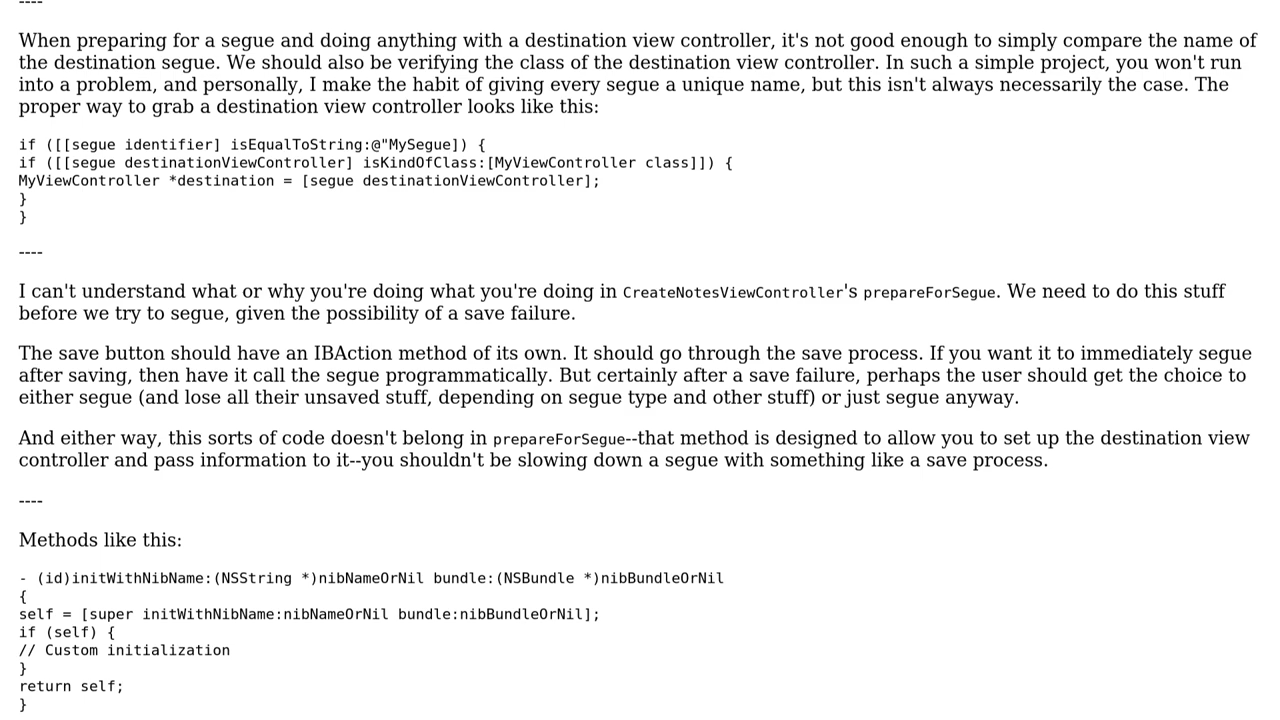 ----
When preparing for a segue and doing anything with a destination view controller, it's not good enough to simply compare the name of
the destination segue. We should also be verifying the class of the destination view controller. In such a simple project, you won't run
into a problem, and personally, I make the habit of giving every segue a unique name, but this isn't always necessarily the case. The
proper way to grab a destination view controller looks like this:
if ([[segue identifier] isEqualToString:@"MySegue]) {
if ([[segue destinationViewController] isKindOfClass:[MyViewController class]]) {
MyViewController *destination = [segue destinationViewController];
}
}
----
I can't understand what or why you're doing what you're doing in CreateNotesViewController's prepareForSegue. We need to do this stuff
before we try to segue, given the possibility of a save failure.
The save button should have an IBAction method of its own. It should go through the save process. If you want it to immediately segue
after saving, then have it call the segue programmatically. But certainly after a save failure, perhaps the user should get the choice to
either segue (and lose all their unsaved stuff, depending on segue type and other stuff) or just segue anyway.
And either way, this sorts of code doesn't belong in prepareForSegue--that method is designed to allow you to set up the destination view
controller and pass information to it--you shouldn't be slowing down a segue with something like a save process.
----
Methods like this:
- (id)initWithNibName:(NSString *)nibNameOrNil bundle:(NSBundle *)nibBundleOrNil
{
self = [super initWithNibName:nibNameOrNil bundle:nibBundleOrNil];
if (self) {
// Custom initialization
}
return self;
}